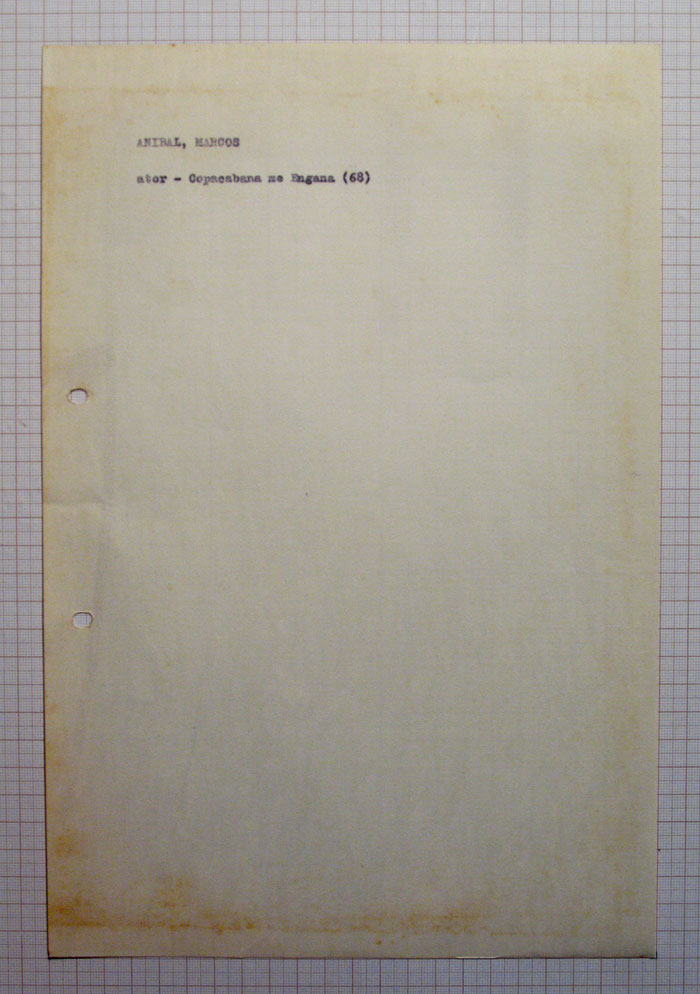 ANIBAL, MARCOS
ator - Copacabana me Engana (68)